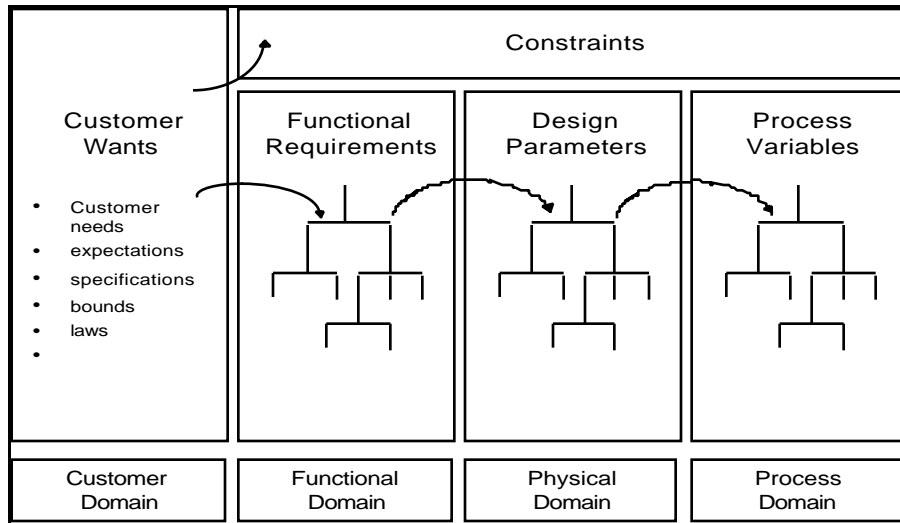 Constraints
Customer
Wants
Functional
Requirements
Design
Parameters
Process
Variables
• Customer
needs
• expectations
• specifications
• bounds
• laws
•
Customer
Domain
Functional
Domain
Physical
Domain
Process
Domain